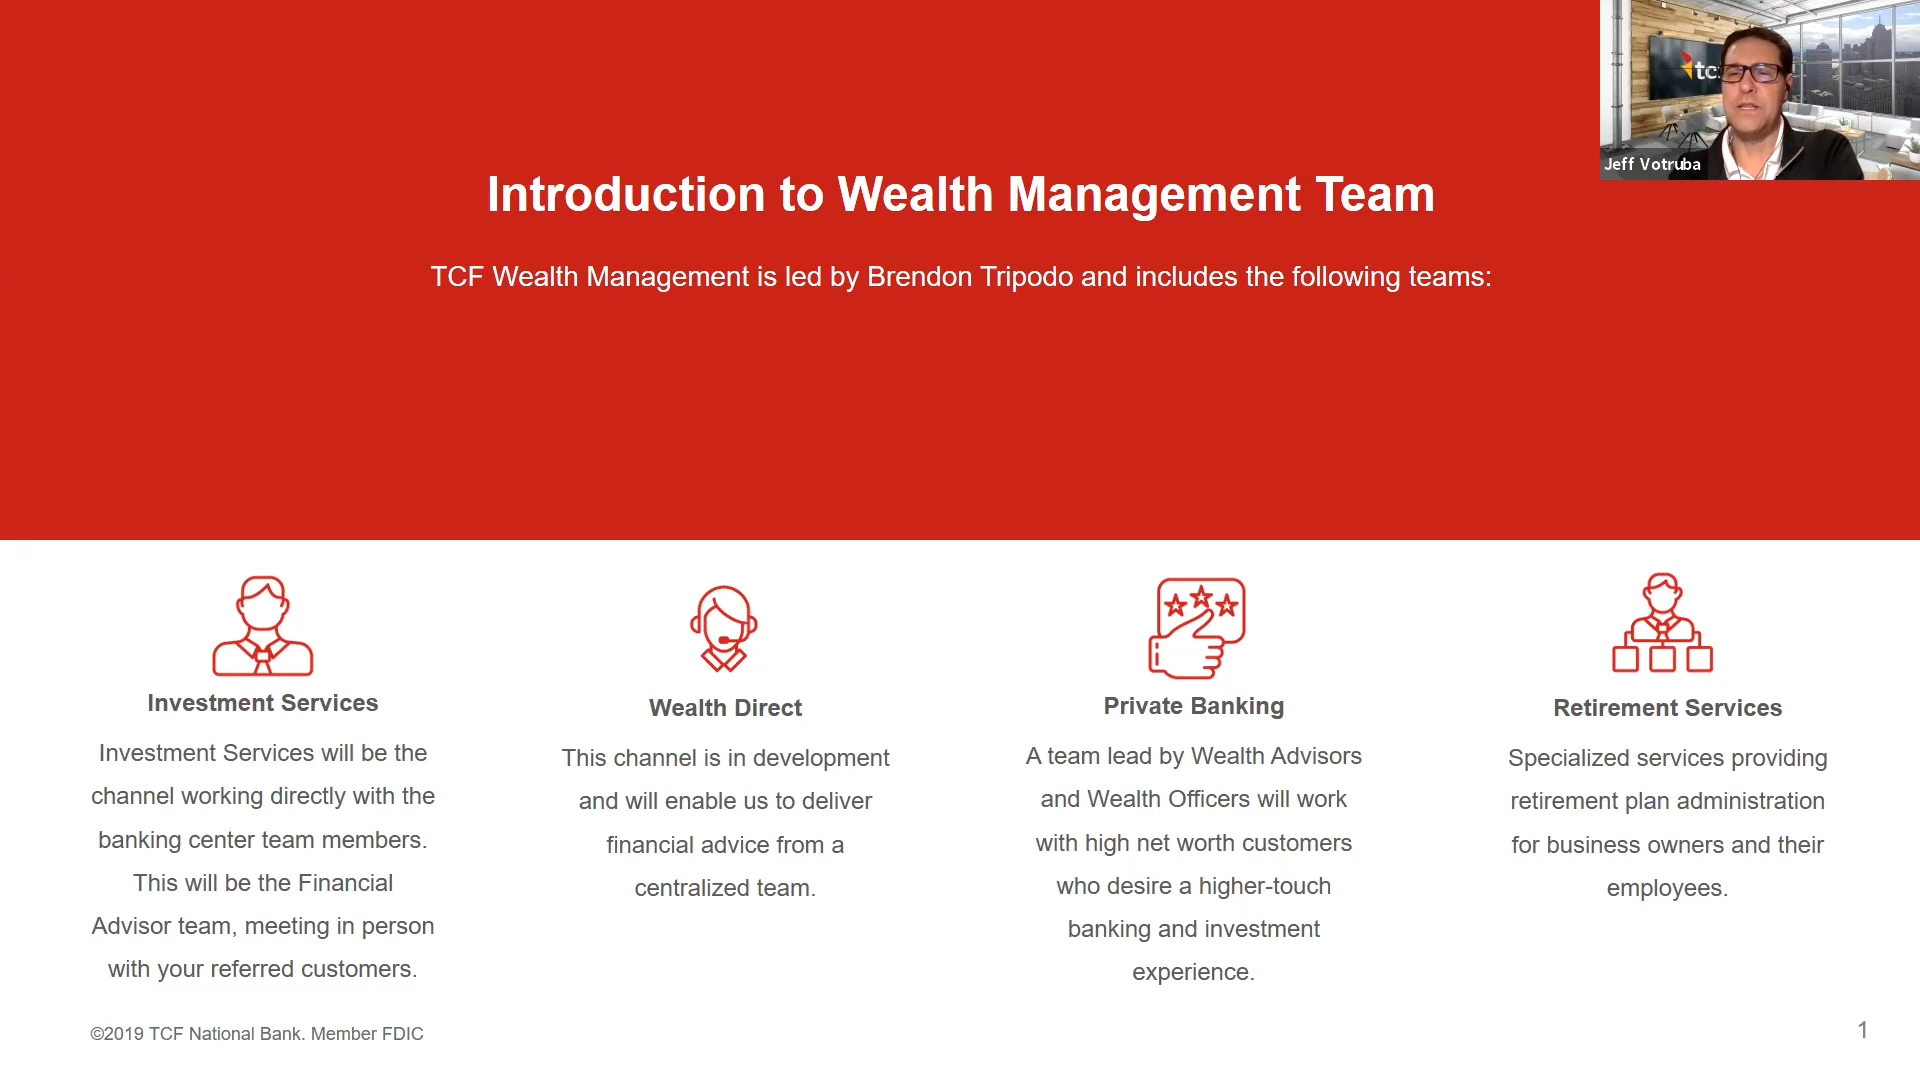 tc
Jeff Votruba
Introduction to Wealth Management Team
TCF Wealth Management is led by Brendon Tripodo and includes the following teams:
Investment Services
Investment Services will be the
channel working directly with the
banking center team members.
This will be the Financial
Advisor team, meeting in person
with your referred customers.
Wealth Direct
This channel is in development
and will enable us to deliver
financial advice from a
centralized team.
Private Banking
A team lead by Wealth Advisors
and Wealth Officers will work
with high net worth customers
who desire a higher-touch
banking and investment
experience.
Retirement Services
Specialized services providing
retirement plan administration
for business owners and their
employees.
©2019 TCF National Bank. Member FDIC
1